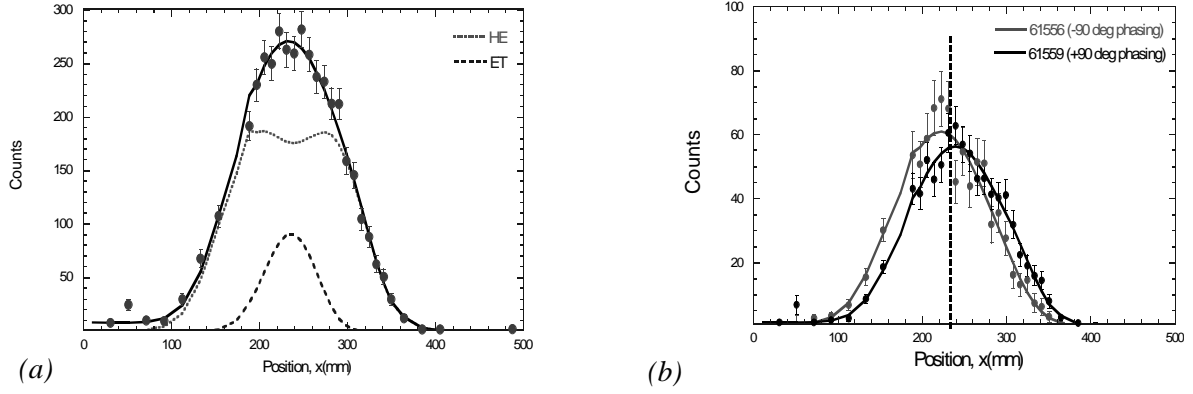 300
250
200
150
100
50
Counts
HE
ET
0 100 200 300 400 500
Position, x(mm)
(a)
100
80
60
40
20
Counts
61556 (-90 deg phasing)
61559 (+90 deg phasing)
0 100 200 300 400 500
Position, x(mm)
(b)